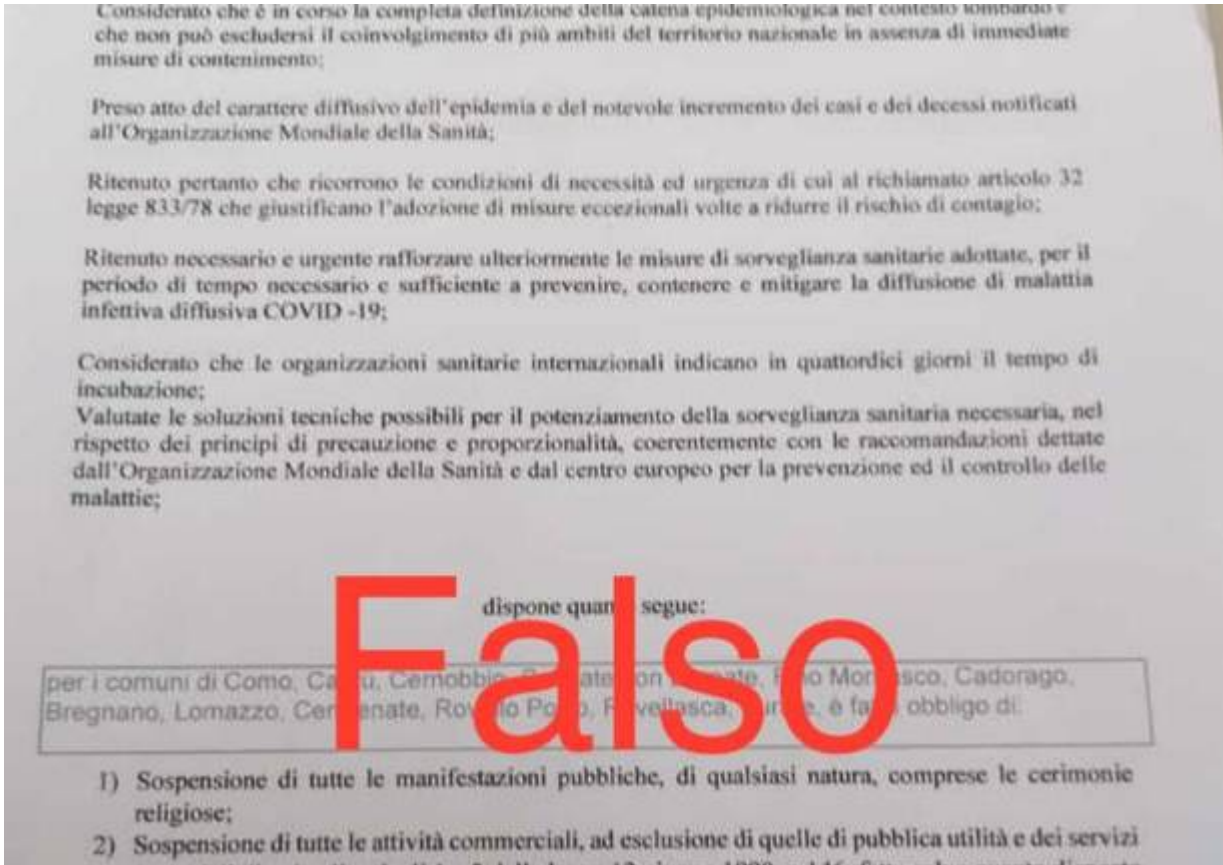 Considerato che è in corso la completa definizione della catena epidemiologica nel contesto lombardo e
che non può escludersi il coinvolgimento di più ambiti del territorio nazionale in assenza di immediate
misure di contenimento;
Preso atto del carattere diffusivo dell'epidemia e del notevole incremento dei casi e dei decessi notificati
all'Organizzazione Mondiale della Sanità;
Ritenuto pertanto che ricorrono le condizioni di necessità ed urgenza di cui al richiamato articolo 32
legge 833/78 che giustificano l'adozione di misure eccezionali volte a ridurre il rischio di contagio;
Ritenuto necessario e urgente rafforzare ulteriormente le misure di sorveglianza sanitarie adottate, per il
periodo di tempo necessario e sufficiente a prevenire, contenere e mitigare la diffusione di malattia
infettiva diffusiva COVID -19;
Considerato che le organizzazioni sanitarie internazionali indicano in quattordici giorni il tempo di
incubazione;
Valutate le soluzioni tecniche possibili per il potenziamento della sorveglianza sanitaria necessaria, nel
rispetto dei principi di precauzione e proporzionalità, coerentemente con le raccomandazioni dettate
dall'Organizzazione Mondiale della Sanità e dal centro europeo per la prevenzione ed il controllo delle
malattie;
Falso
dispone segue:
per i comuni di Como, Cernobbio, Cadorago,
Bregnano, Lomazzo, è obbligo di:
1) Sospensione di tutte le manifestazioni pubbliche, di qualsiasi natura, comprese le cerimonie
religiose;
2) Sospensione di tutte le attività commerciali, ad esclusione di quelle di pubblica utilità e dei servizi